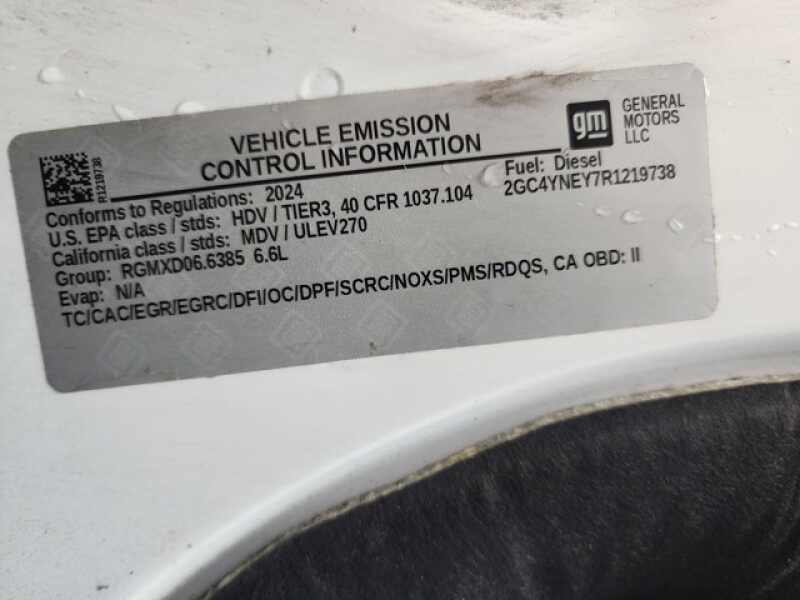 VEHICLE EMISSION
CONTROL INFORMATION
gm
GENERAL
MOTORS
LLC
R1219738
Conforms to Regulations: 2024
Fuel: Diesel
U.S. EPA class / stds: HDV / TIER3, 40 CFR 1037.104
2GC4YNEY7R1219738
California class / stds: MDV / ULEV270
Group: RGMXD06.6385 6.6L
Evap: N/A
TC/CAC/EGR/EGRC/DFI/OC/DPF/SCRC/NOXS/PMS/RDQS, CA OBD: II